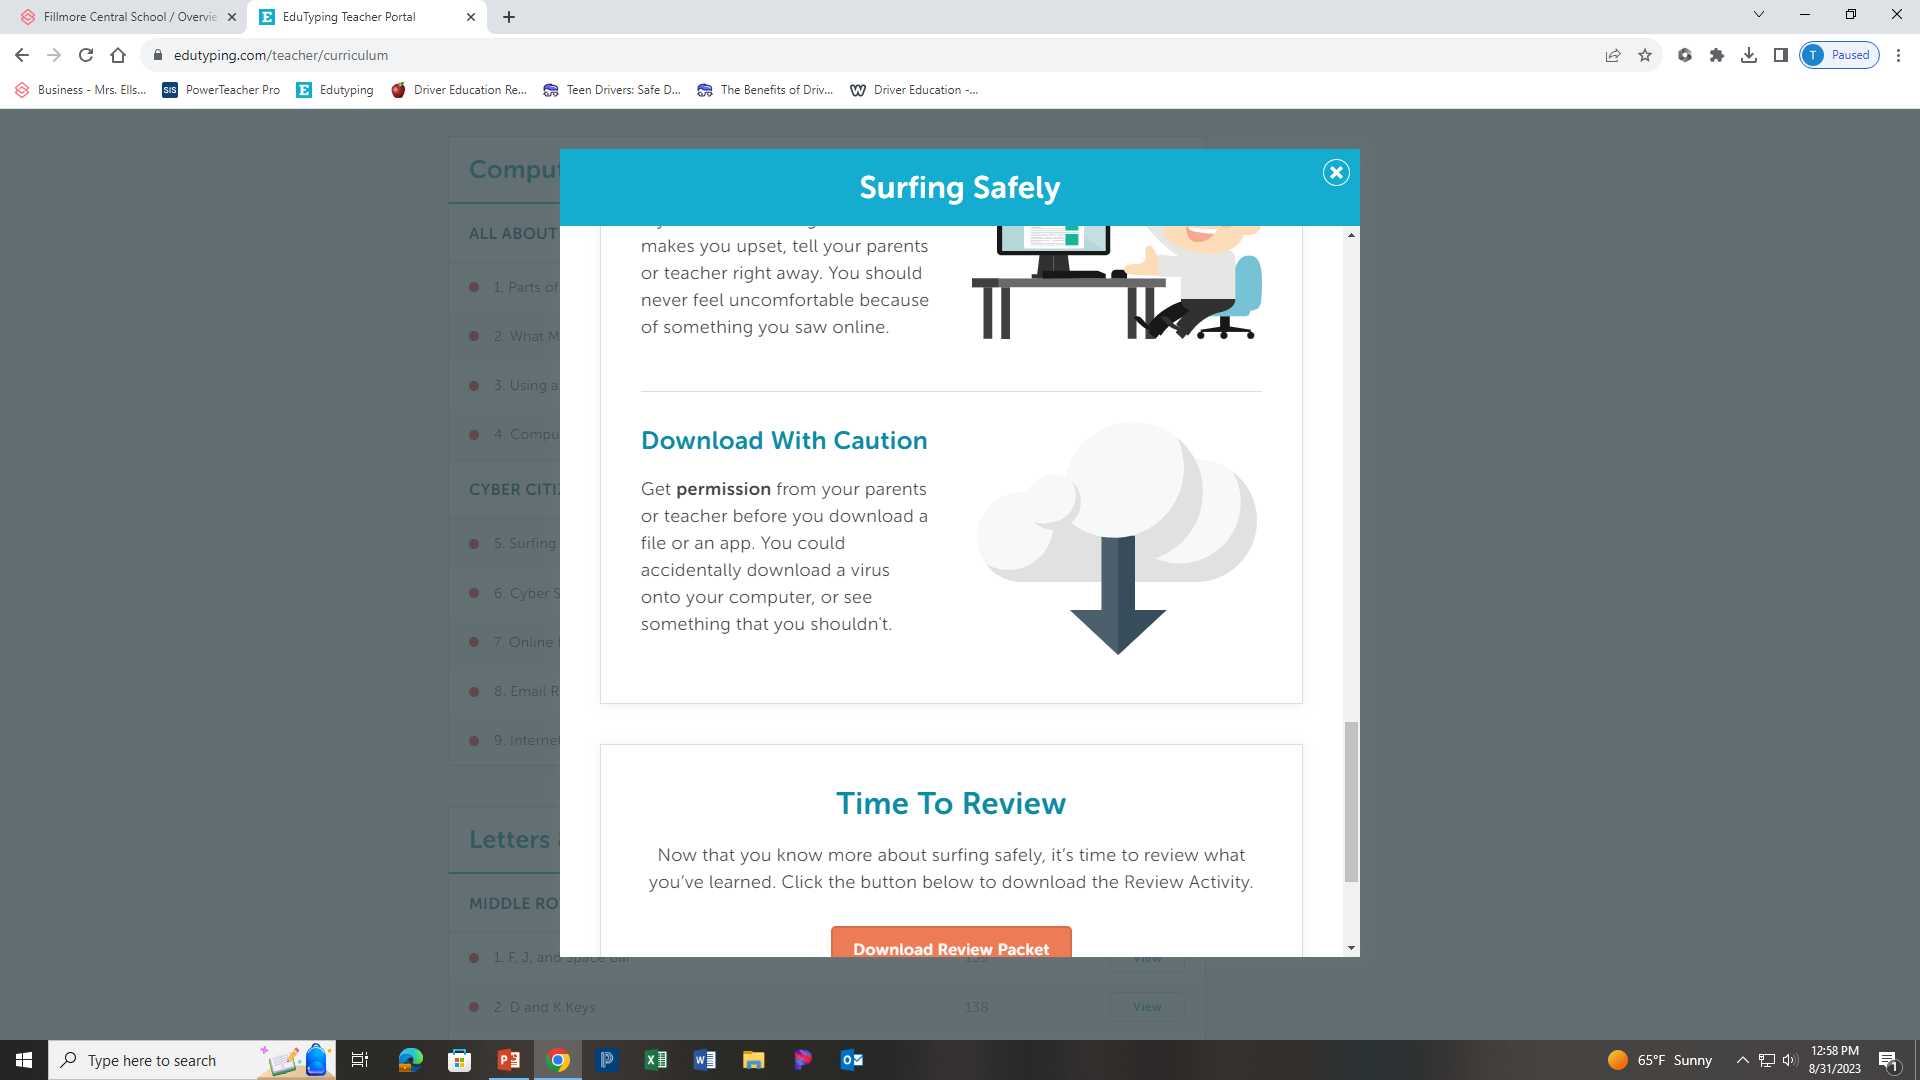 Fillmore Central School / Overvie
EduTyping Teacher Portal
edutyping.com/teacher/curriculum
T Paused
Business - Mrs. Ells...
SIS PowerTeacher Pro
E Edutyping
Driver Education Re...
Teen Drivers: Safe D...
The Benefits of Driv...
W Driver Education -...
Comput
Surfing Safely
ALL ABOUT
1. Parts of
2. What M
3. Using a
4. Compu
CYBER CITI
5. Surfing
6. Cyber S
7. Online
8. Email R
9. Internet
Letters
MIDDLE RO
makes you upset, tell your parents
or teacher right away. You should
never feel uncomfortable because
of something you saw online.
Download With Caution
Get permission from your parents
or teacher before you download a
file or an app. You could
accidentally download a virus
onto your computer, or see
something that you shouldn't.
Time To Review
Now that you know more about surfing safely, it's time to review what
you've learned. Click the button below to download the Review Activity.
Download Review Packet
1. F, J, and Space Bar 139 View
2. D and K Keys 138 View
Type here to search
65°F Sunny
12:58 PM
8/31/2023
1